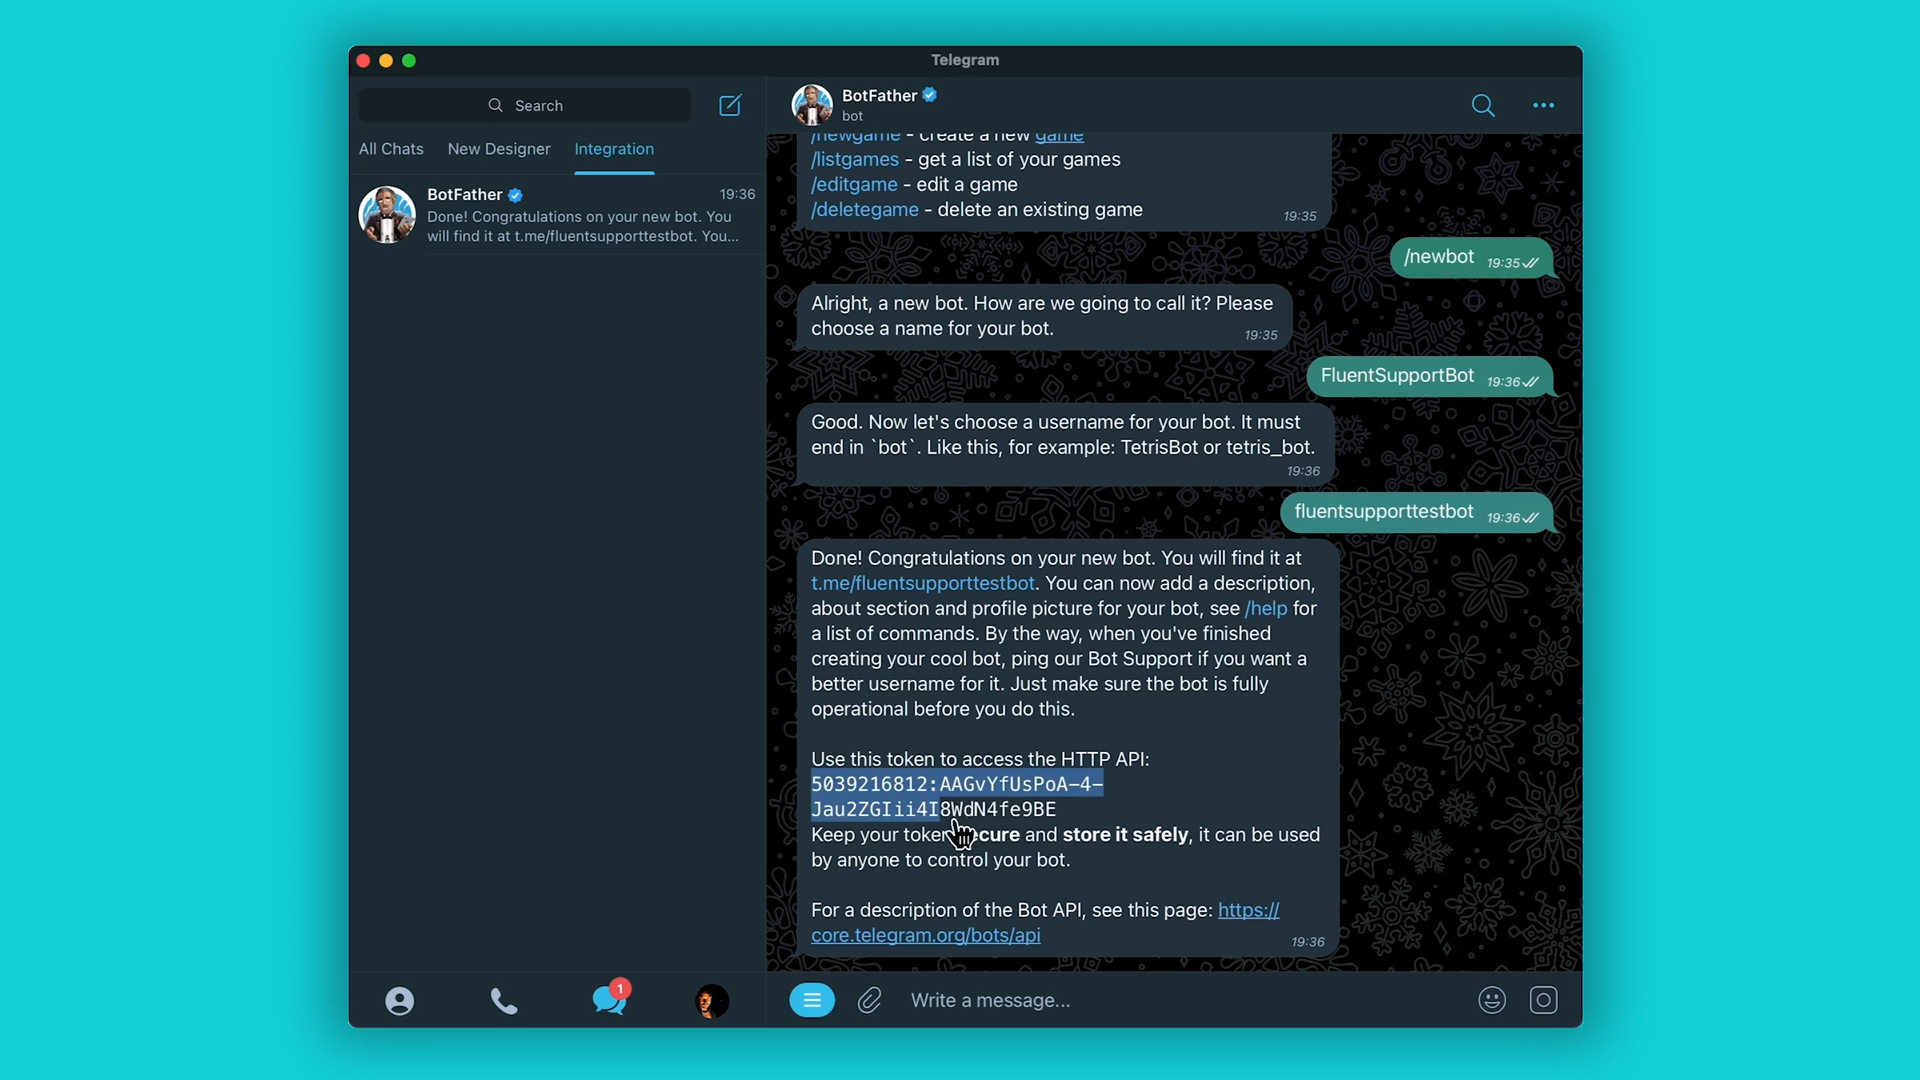 Telegram
Search
All Chats
New Designer
Integration
BotFather
19:36
Done! Congratulations on your new bot. You
will find it at t.me/fluentsupporttestbot. You...
1
BotFather
bot
/newgame - create a new game
/listgames - get a list of your games
/editgame - edit a game
/deletegame - delete an existing game
19:35
/newbot 19:35
Alright, a new bot. How are we going to call it? Please
choose a name for your bot.
19:35
FluentSupportBot 19:36
Good. Now let's choose a username for your bot. It must
end in `bot`. Like this, for example: TetrisBot or tetris_bot.
19:36
fluentsupporttestbot 19:36
Done! Congratulations on your new bot. You will find it at
t.me/fluentsupporttestbot. You can now add a description,
about section and profile picture for your bot, see /help for
a list of commands. By the way, when you've finished
creating your cool bot, ping our Bot Support if you want a
better username for it. Just make sure the bot is fully
operational before you do this.
Use this token to access the HTTP API:
5039216812:AAGvYfUsPoA-4-
Jau2ZGIii4I8WdN4fe9BE
Keep your token secure and store it safely, it can be used
by anyone to control your bot.
For a description of the Bot API, see this page: https://
core.telegram.org/bots/api
19:36
Write a message...